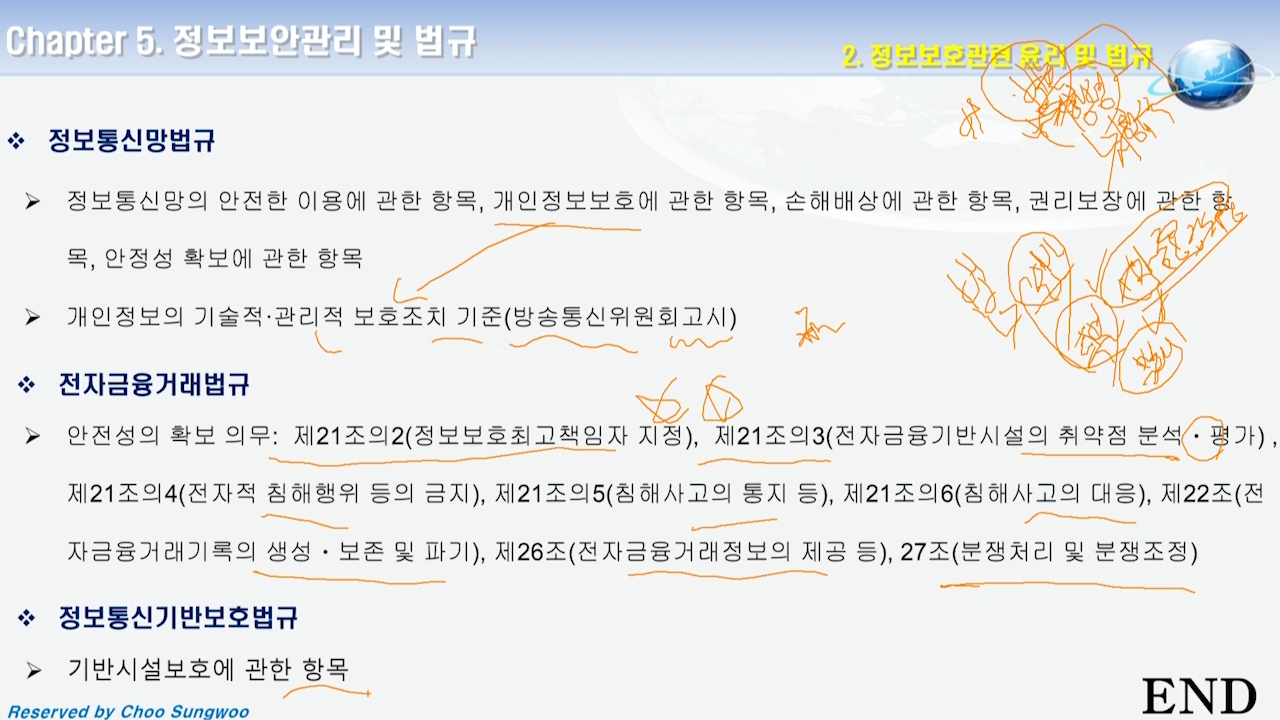 Chapter 5. 정보보안관리 및 법규
2. 정보보호관련 윤리 및 법규
❖ 정보통신망법규
➢ 정보통신망의 안전한 이용에 관한 항목, 개인정보보호에 관한 항목, 손해배상에 관한 항목, 권리보장에 관한 항
목, 안정성 확보에 관한 항목
➢ 개인정보의 기술적·관리적 보호조치 기준(방송통신위원회고시)
❖ 전자금융거래법규
➢ 안전성의 확보 의무: 제21조의2(정보보호최고책임자 지정), 제21조의3(전자금융기반시설의 취약점 분석・평가) ,
제21조의4(전자적 침해행위 등의 금지), 제21조의5(침해사고의 통지 등), 제21조의6(침해사고의 대응), 제22조(전
자금융거래기록의 생성・보존 및 파기), 제26조(전자금융거래정보의 제공 등), 27조(분쟁처리 및 분쟁조정)
❖ 정보통신기반보호법규
➢ 기반시설보호에 관한 항목
Reserved by Choo Sungwoo
END